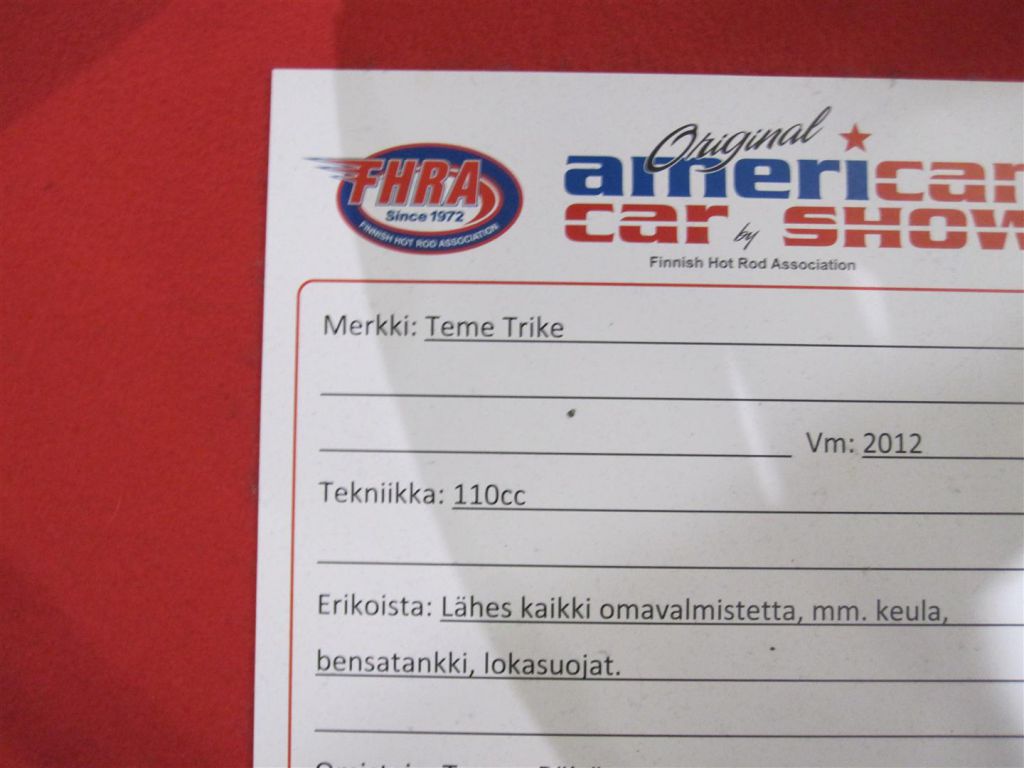 FHRA
Since 1972
FINNISH HOT ROD ASSOCIATION
Original
american
car by SHOW
Finnish Hot Rod Association
Merkki: Teme Trike
Vm: 2012
Tekniikka: 110cc
Erikoista: Lähes kaikki omavalmistetta, mm. keula,
bensatankki, lokasuojat.